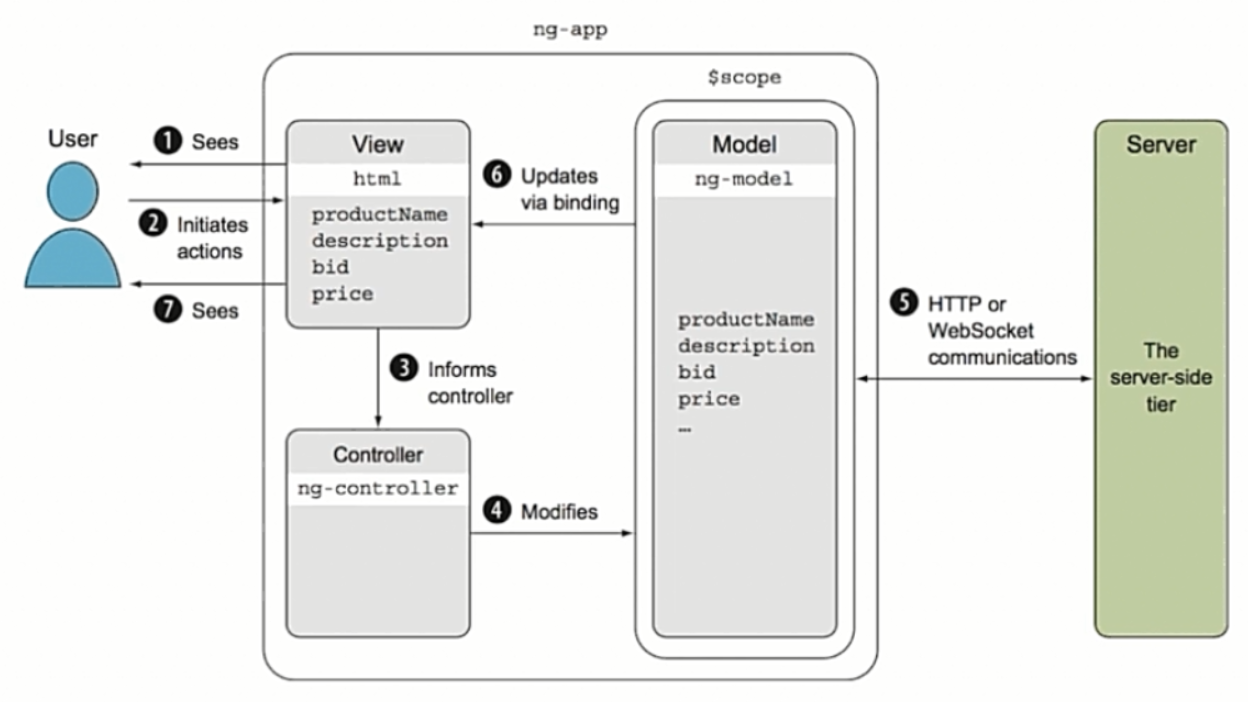 ng-app
$scope
User
1 Sees
2 Initiates
actions
7 Sees
View
html
productName
description
bid
price
3 Informs
controller
Controller
ng-controller
4 Modifies
6 Updates
via binding
Model
ng-model
productName
description
bid
price
…
5 HTTP or
WebSocket
communications
Server
The
server-side
tier